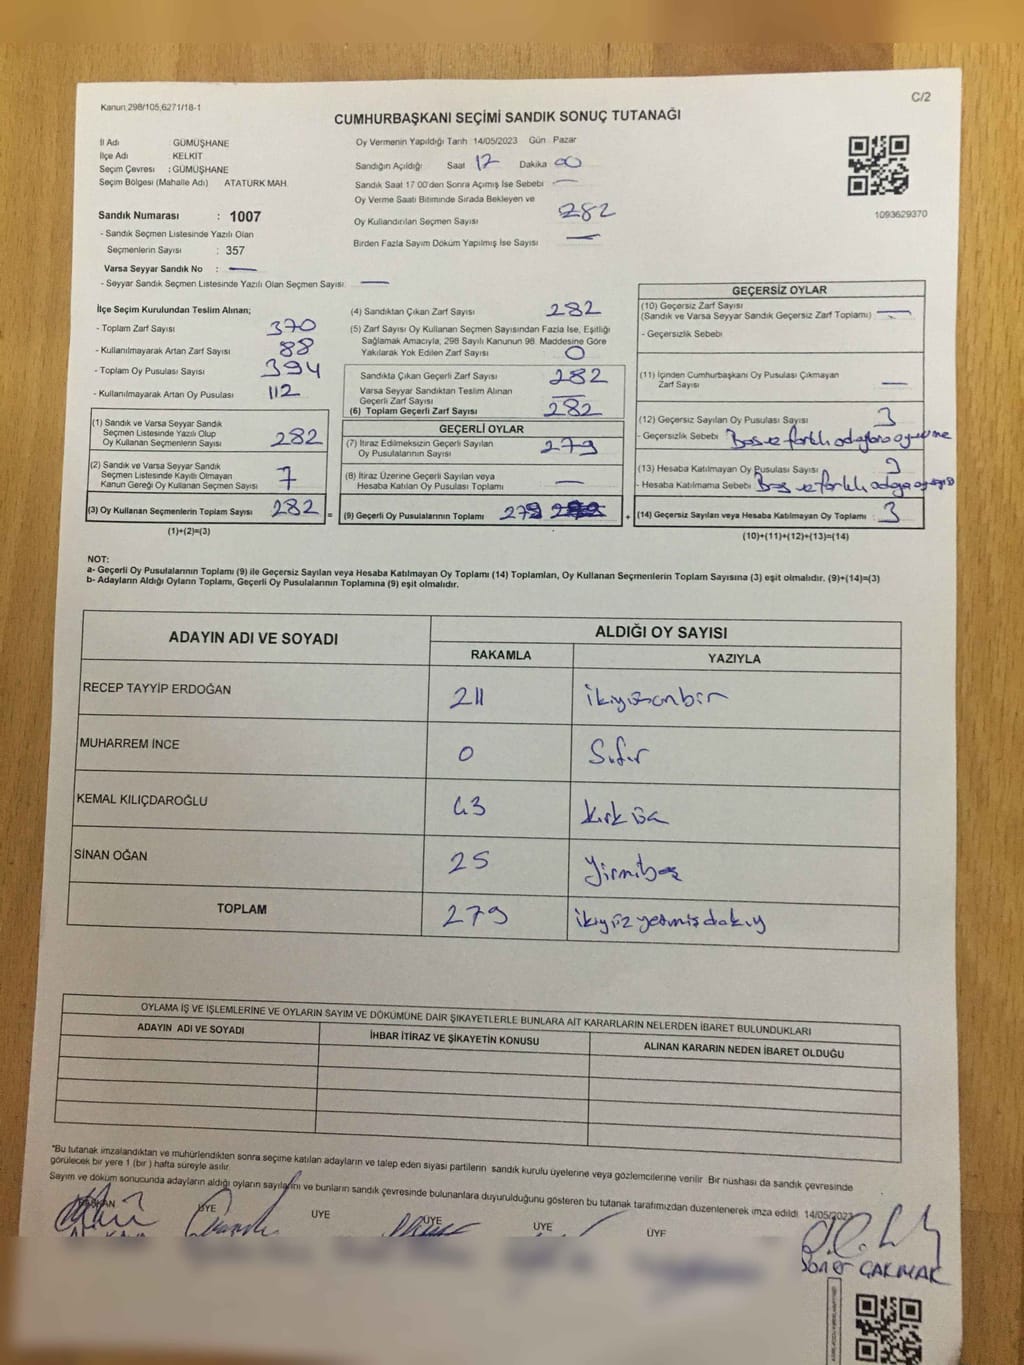 Kanun,298/105,6271/18-1
C/2
CUMHURBAŞKANI SEÇİMİ SANDIK SONUÇ TUTANAĞI
İl Adı GÜMÜŞHANE
İlçe Adı KELKİT
Seçim Çevresi : GÜMÜŞHANE
Seçim Bölgesi (Mahalle Adı) ATATÜRK MAH.
Sandık Numarası : 1007
- Sandık Seçmen Listesinde Yazılı Olan
Seçmenlerin Sayısı : 357
Varsa Seyyar Sandık No : —
- Seyyar Sandık Seçmen Listesinde Yazılı Olan Seçmen Sayısı: —
Oy Vermenin Yapıldığı Tarih 14/05/2023 Gün Pazar
Sandığın Açıldığı Saat 17 Dakika 00
Sandık Saat 17:00'den Sonra Açılmış İse Sebebi —
Oy Verme Saati Bitiminde Sırada Bekleyen ve
Oy Kullandırılan Seçmen Sayısı 282
Birden Fazla Sayım Döküm Yapılmış İse Sayısı —
1093629370
İlçe Seçim Kurulundan Teslim Alınan;
- Toplam Zarf Sayısı 370
- Kullanılmayarak Artan Zarf Sayısı 88
- Toplam Oy Pusulası Sayısı 394
- Kullanılmayarak Artan Oy Pusulası 112
(1) Sandık ve Varsa Seyyar Sandık
Seçmen Listesinde Yazılı Olup
Oy Kullanan Seçmenlerin Sayısı 282
(2) Sandık ve Varsa Seyyar Sandık
Seçmen Listesinde Kayıtlı Olmayan
Kanun Gereği Oy Kullanan Seçmen Sayısı 7
(3) Oy Kullanan Seçmenlerin Toplam Sayısı 282 =
(1)+(2)=(3)
(4) Sandıktan Çıkan Zarf Sayısı 282
(5) Zarf Sayısı Oy Kullanan Seçmen Sayısından Fazla İse, Eşitliği
Sağlamak Amacıyla, 298 Sayılı Kanunun 98. Maddesine Göre
Yakılarak Yok Edilen Zarf Sayısı 0
Sandıkta Çıkan Geçerli Zarf Sayısı 282
Varsa Seyyar Sandıktan Teslim Alınan
Geçerli Zarf Sayısı —
(6) Toplam Geçerli Zarf Sayısı 282
GEÇERLİ OYLAR
(7) İtiraz Edilmeksizin Geçerli Sayılan
Oy Pusulalarının Sayısı 279
(8) İtiraz Üzerine Geçerli Sayılan veya
Hesaba Katılan Oy Pusulası Toplamı —
(9) Geçerli Oy Pusulalarının Toplamı 279 +
GEÇERSİZ OYLAR
(10) Geçersiz Zarf Sayısı
(Sandık ve Varsa Seyyar Sandık Geçersiz Zarf Toplamı) —
- Geçersizlik Sebebi
(11) İçinden Cumhurbaşkanı Oy Pusulası Çıkmayan
Zarf Sayısı —
(12) Geçersiz Sayılan Oy Pusulası Sayısı 3
- Geçersizlik Sebebi Boş ve farklı adaylara
(13) Hesaba Katılmayan Oy Pusulası Sayısı
- Hesaba Katılmama Sebebi Boş ve farklı adaya
(14) Geçersiz Sayılan veya Hesaba Katılmayan Oy Toplamı 3
(10)+(11)+(12)+(13)=(14)
NOT:
a- Geçerli Oy Pusulalarının Toplamı (9) ile Geçersiz Sayılan veya Hesaba Katılmayan Oy Toplamı (14) Toplamları, Oy Kullanan Seçmenlerin Toplam Sayısına (3) eşit olmalıdır. (9)+(14)=(3)
b- Adayların Aldığı Oyların Toplamı, Geçerli Oy Pusulalarının Toplamına (9) eşit olmalıdır.
ADAYIN ADI VE SOYADI ALDIĞI OY SAYISI
RAKAMLA YAZIYLA
RECEP TAYYİP ERDOĞAN 211 ikiyüzonbir
MUHARREM İNCE 0 Sıfır
KEMAL KILIÇDAROĞLU 43 kırk üç
SİNAN OĞAN 25 Yirmibeş
TOPLAM 279 ikiyüz yetmiş dokuz
OYLAMA İŞ VE İŞLEMLERİNE VE OYLARIN SAYIM VE DÖKÜMÜNE DAİR ŞİKAYETLERLE BUNLARA AİT KARARLARIN NELERDEN İBARET BULUNDUKLARI
ADAYIN ADI VE SOYADI İHBAR İTİRAZ VE ŞİKAYETİN KONUSU ALINAN KARARIN NEDEN İBARET OLDUĞU
*Bu tutanak imzalandıktan ve mühürlendikten sonra seçime katılan adayların ve talep eden siyasi partilerin sandık kurulu üyelerine veya gözlemcilerine verilir. Bir nüshası da sandık çevresinde
görülecek bir yere 1 (bir) hafta süreyle asılır.
Sayım ve döküm sonucunda adayların aldığı oyların sayılarını ve bunların sandık çevresinde bulunanlara duyurulduğunu gösteren bu tutanak tarafımızdan düzenlenerek imza edildi. 14/05/2023
ÜYE ÜYE ÜYE ÜYE ÜYE
Soner ÇAKMAK